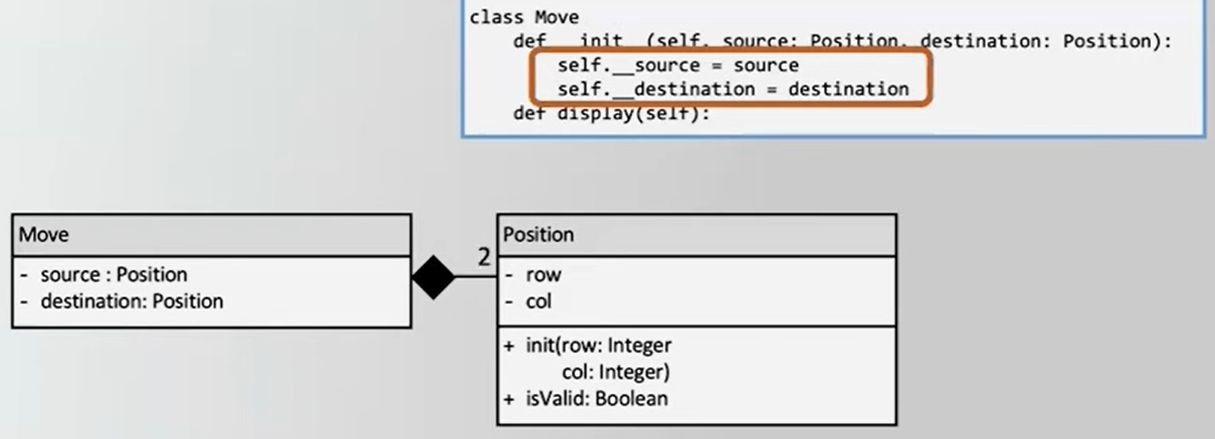 class Move
def __init__(self, source: Position, destination: Position):
self.__source = source
self.__destination = destination
def display(self):
Move
- source : Position
- destination: Position
2
Position
- row
- col
+ init(row: Integer
col: Integer)
+ isValid: Boolean